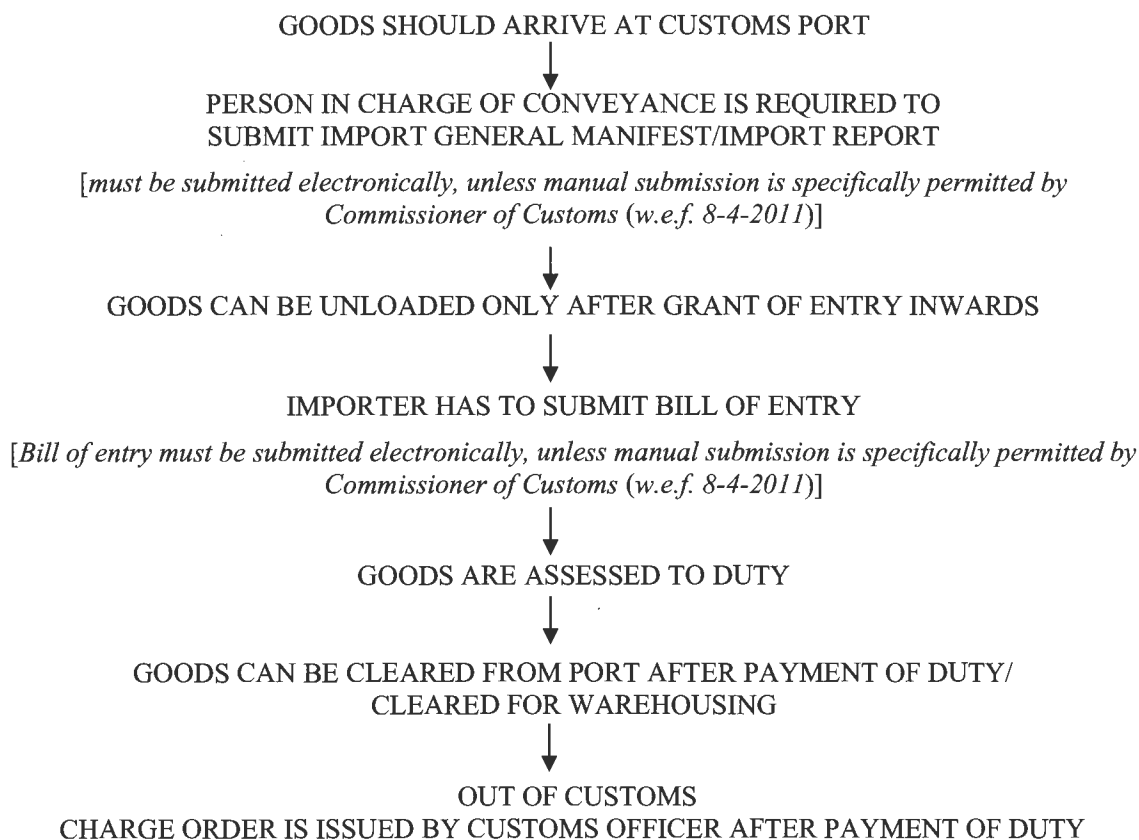 GOODS SHOULD ARRIVE AT CUSTOMS PORT
PERSON IN CHARGE OF CONVEYANCE IS REQUIRED TO
SUBMIT IMPORT GENERAL MANIFEST/IMPORT REPORT
[must be submitted electronically, unless manual submission is specifically permitted by
Commissioner of Customs (w.e.f. 8-4-2011)]
GOODS CAN BE UNLOADED ONLY AFTER GRANT OF ENTRY INWARDS
IMPORTER HAS TO SUBMIT BILL OF ENTRY
[Bill of entry must be submitted electronically, unless manual submission is specifically permitted by
Commissioner of Customs (w.e.f. 8-4-2011)]
GOODS ARE ASSESSED TO DUTY
GOODS CAN BE CLEARED FROM PORT AFTER PAYMENT OF DUTY/
CLEARED FOR WAREHOUSING
OUT OF CUSTOMS
CHARGE ORDER IS ISSUED BY CUSTOMS OFFICER AFTER PAYMENT OF DUTY